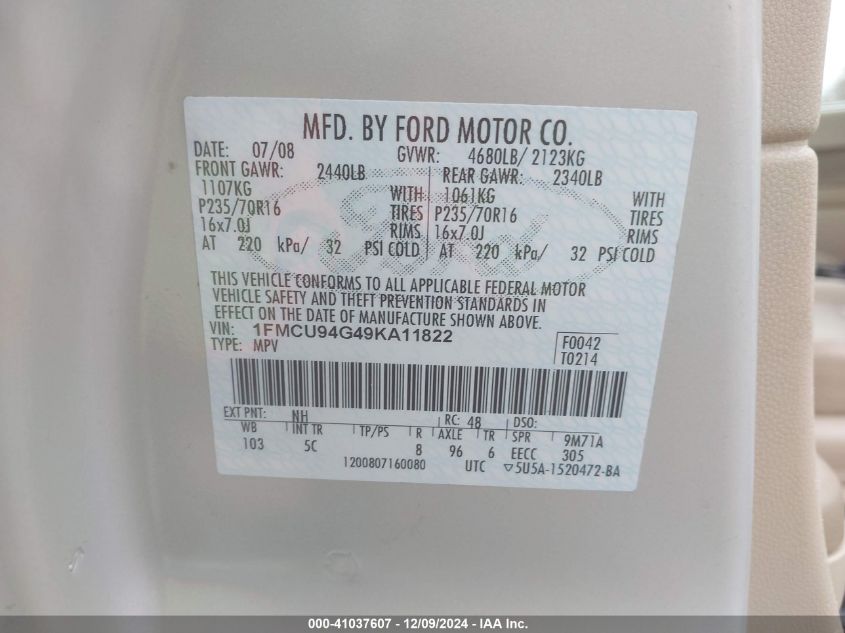 MFD. BY FORD MOTOR CO.
DATE: 07/08 GVWR: 4680LB/ 2123KG
FRONT GAWR: 2440LB REAR GAWR: 2340LB
1107KG WITH 1061KG WITH
P235/70R16 TIRES P235/70R16 TIRES
16x7.0J RIMS 16x7.0J RIMS
AT 220 kPa/ 32 PSI COLD AT 220 kPa/ 32 PSI COLD
Ford
THIS VEHICLE CONFORMS TO ALL APPLICABLE FEDERAL MOTOR
VEHICLE SAFETY AND THEFT PREVENTION STANDARDS IN
EFFECT ON THE DATE OF MANUFACTURE SHOWN ABOVE.
VIN: 1FMCU94G49KA11822
TYPE: MPV
F0042
T0214
EXT PNT: NH RC: 48 DSO:
WB INT TR TP/PS R AXLE TR SPR 9M71A
103 5C 8 96 6 EECC 305
1200807160080 UTC ▽5U5A-1520472-BA
000-41037607 - 12/09/2024 - IAA Inc.